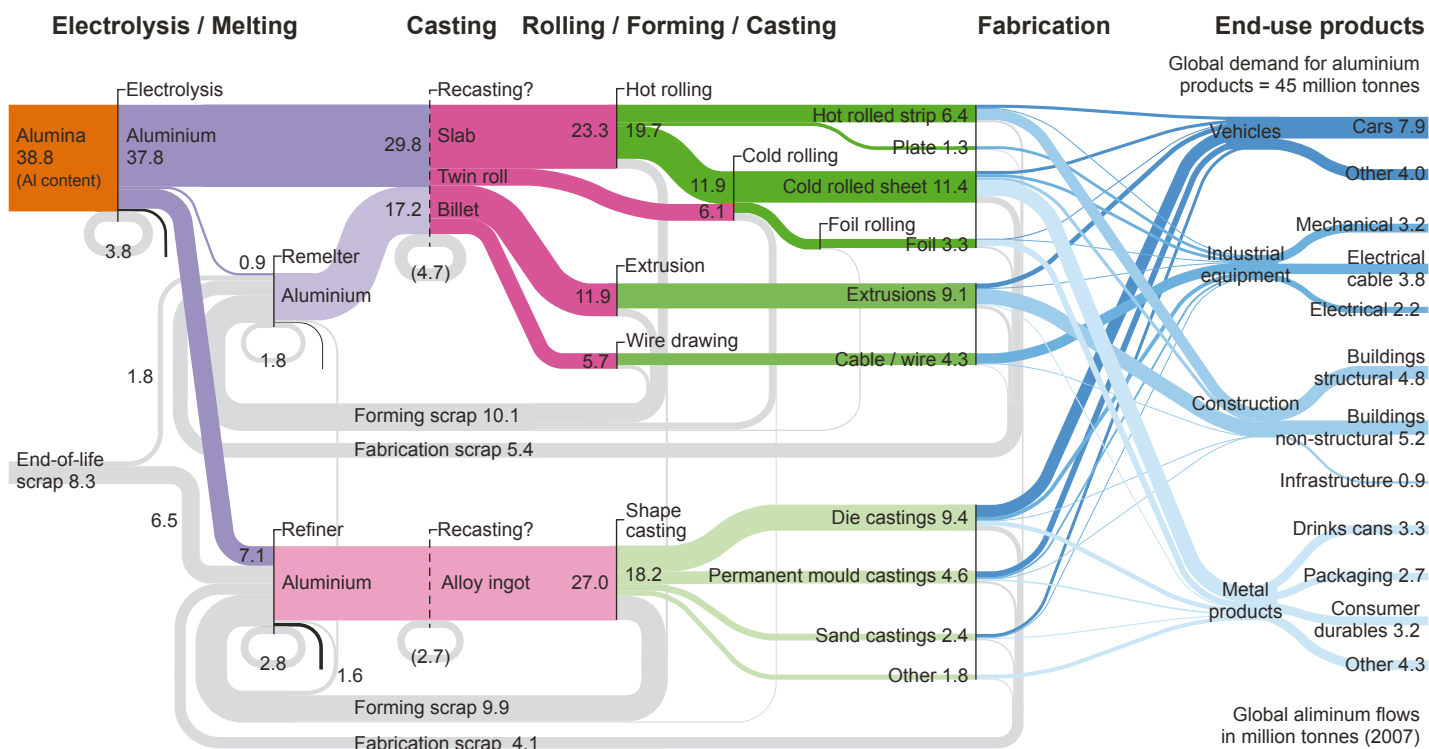 Electrolysis / Melting
Casting
Rolling / Forming / Casting
Fabrication
End-use products
Global demand for aluminium
products = 45 million tonnes
Electrolysis
Recasting?
Hot rolling
Alumina
38.8
(Al content)
Aluminium
37.8
29.8
Slab
23.3
19.7
Hot rolled strip 6.4
Plate 1.3
Vehicles
Cars 7.9
Other 4.0
Twin roll
Cold rolling
11.9
Cold rolled sheet 11.4
17.2
Billet
6.1
Foil rolling
Foil 3.3
3.8
(4.7)
Mechanical 3.2
Industrial
equipment
Electrical
cable 3.8
Electrical 2.2
0.9
Remelter
Aluminium
Extrusion
11.9
Extrusions 9.1
1.8
1.8
Wire drawing
5.7
Cable / wire 4.3
Buildings
structural 4.8
Construction
Buildings
non-structural 5.2
Infrastructure 0.9
Forming scrap 10.1
Fabrication scrap 5.4
End-of-life
scrap 8.3
6.5
Refiner
Recasting?
Shape
casting
7.1
Aluminium
Alloy ingot
27.0
18.2
Die castings 9.4
Permanent mould castings 4.6
Sand castings 2.4
Other 1.8
Drinks cans 3.3
Packaging 2.7
Metal
products
Consumer
durables 3.2
Other 4.3
2.8
(2.7)
1.6
Forming scrap 9.9
Fabrication scrap 4.1
Global aliminum flows
in million tonnes (2007)